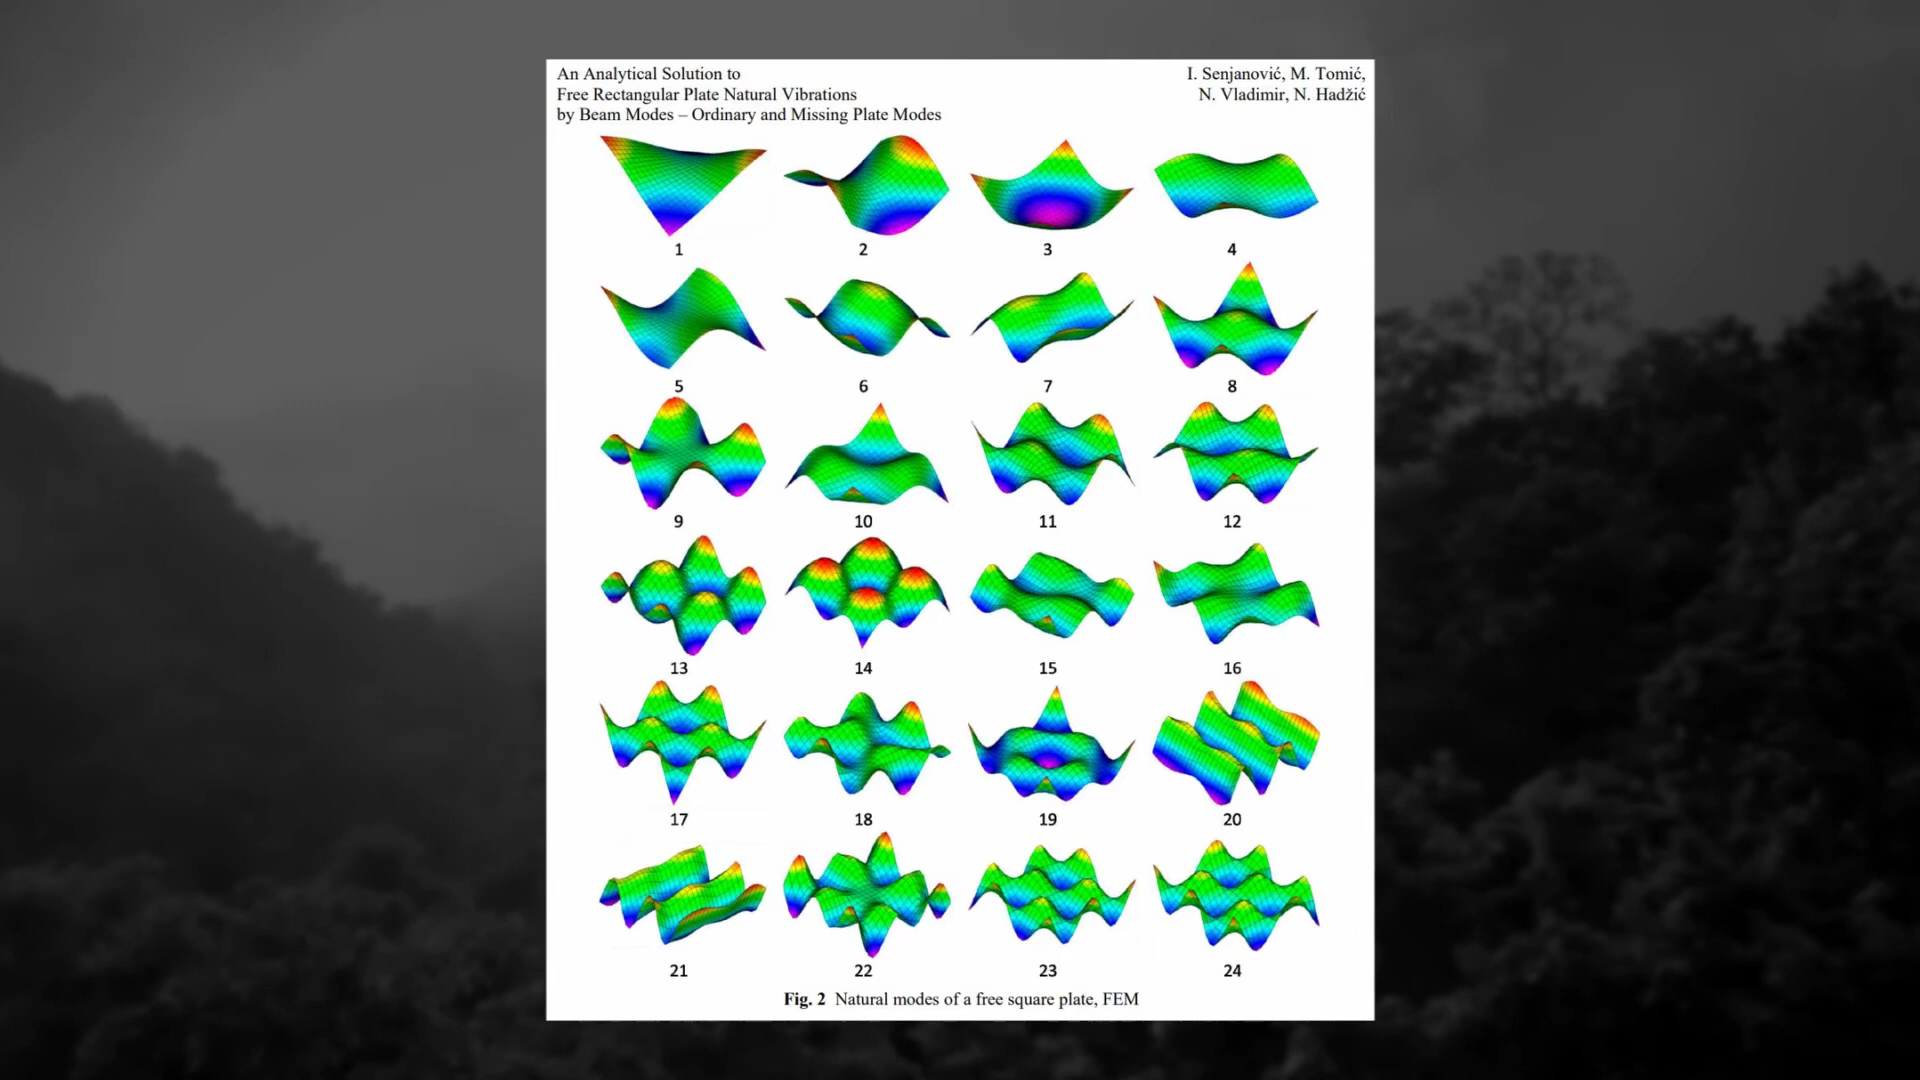 An Analytical Solution to
Free Rectangular Plate Natural Vibrations
by Beam Modes – Ordinary and Missing Plate Modes
I. Senjanović, M. Tomić,
N. Vladimir, N. Hadžić
1 2 3 4
5 6 7 8
9 10 11 12
13 14 15 16
17 18 19 20
21 22 23 24
Fig. 2 Natural modes of a free square plate, FEM